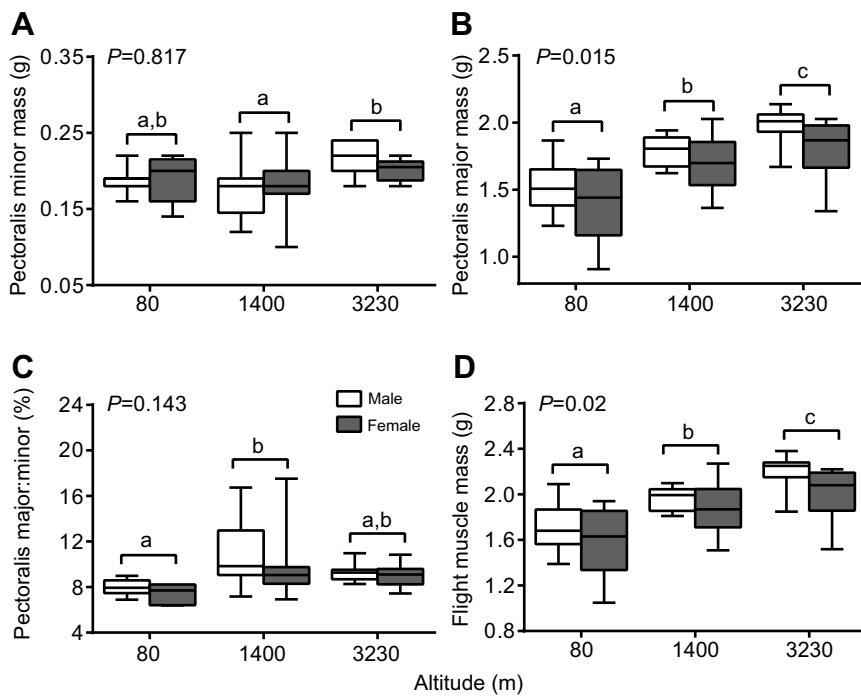 A
P=0.817
Pectoralis minor mass (g)
0.35
0.25
0.15
0.05
a,b
a
b
80
1400
3230
B
P=0.015
Pectoralis major mass (g)
2.5
2.0
1.5
1.0
a
b
c
80
1400
3230
C
P=0.143
Pectoralis major:minor (%)
24
20
16
12
8
4
Male
Female
a
b
a,b
80
1400
3230
D
P=0.02
Flight muscle mass (g)
2.8
2.4
2.0
1.6
1.2
0.8
a
b
c
80
1400
3230
Altitude (m)